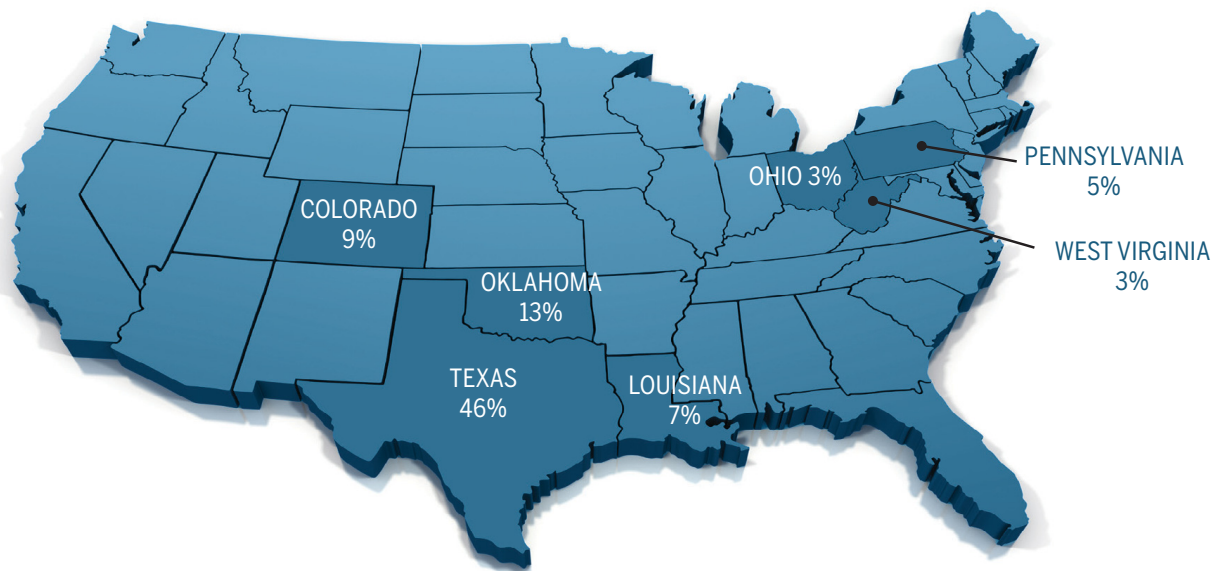 OHIO 3%
PENNSYLVANIA
5%
COLORADO
9%
WEST VIRGINIA
3%
OKLAHOMA
13%
TEXAS
46%
LOUISIANA
7%